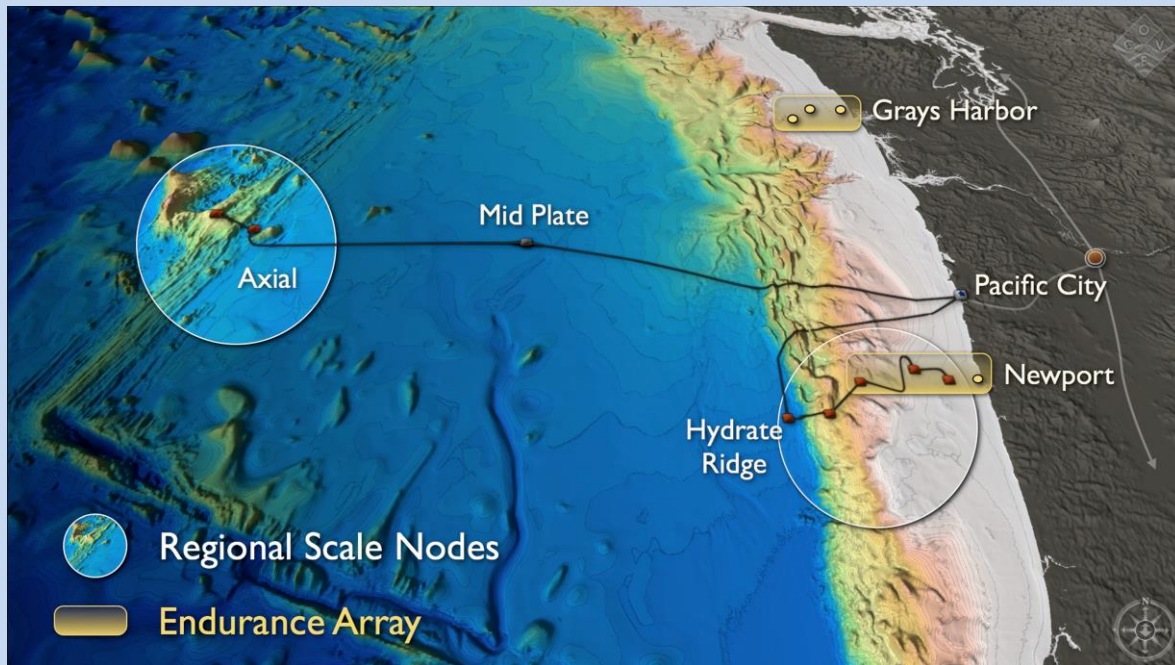 Grays Harbor
Mid Plate
Axial
Pacific City
Newport
Hydrate
Ridge
Regional Scale Nodes
Endurance Array
N